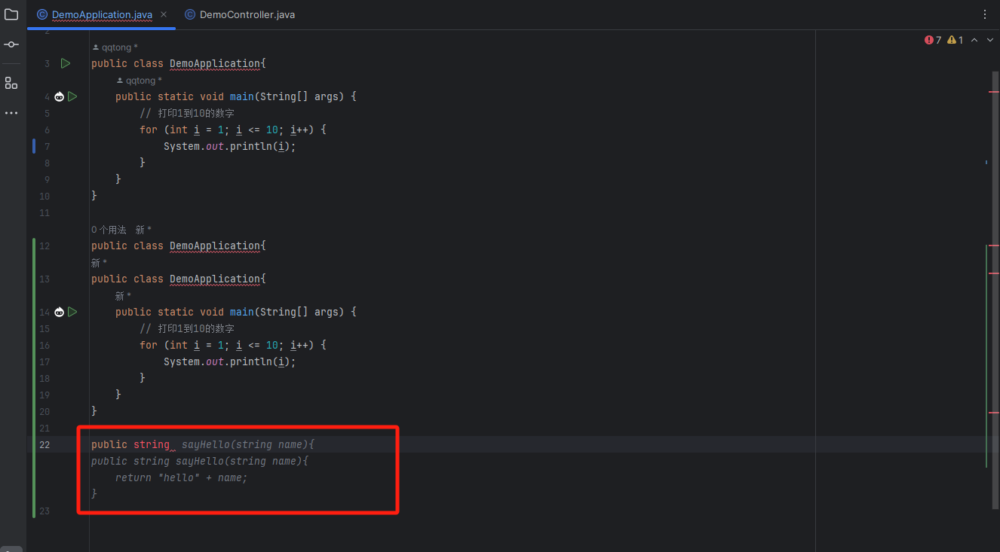 DemoApplication.java DemoController.java
7 1
2
qqtong *
3 public class DemoApplication{
qqtong *
4 public static void main(String[] args) {
5 // 打印1到10的数字
6 for (int i = 1; i <= 10; i++) {
7 System.out.println(i);
8 }
9 }
10 }
11
0 个用法 新 *
12 public class DemoApplication{
新 *
13 public class DemoApplication{
新 *
14 public static void main(String[] args) {
15 // 打印1到10的数字
16 for (int i = 1; i <= 10; i++) {
17 System.out.println(i);
18 }
19 }
20 }
21
22 public string sayHello(string name){
public string sayHello(string name){
return "hello" + name;
}
23